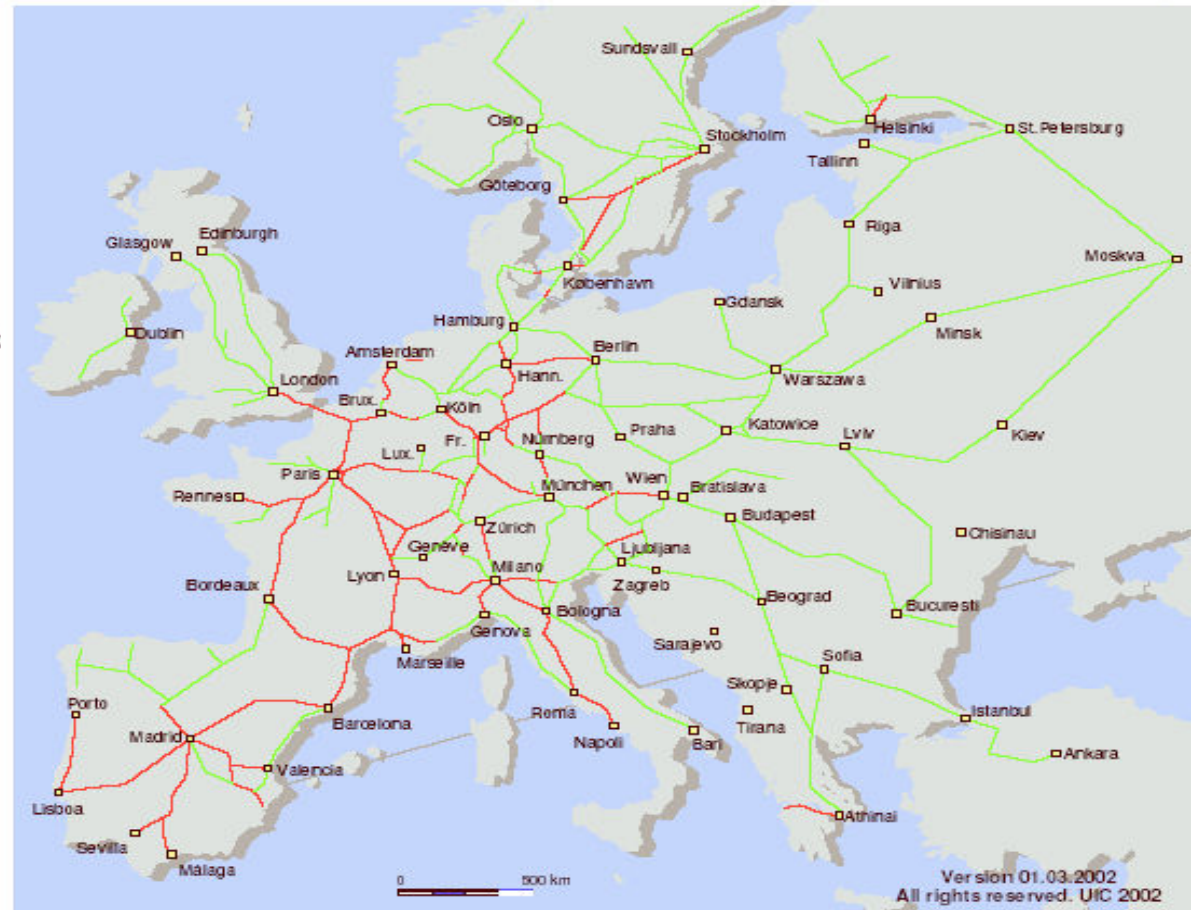 Sundsvall
Oslo
Helsinki
St.Petersburg
Stockholm
Tallinn
Göteborg
Riga
Edinburgh
Glasgow
Moskva
København
Vilnius
Gdansk
Minsk
Hamburg
Dublin
Amsterdam
Berlin
Hann.
Warszawa
London
Brux.
Köln
Katowice
Kiev
Praha
Lviv
Fr.
Nürnberg
Lux.
Paris
Wien
München
Bratislava
Rennes
Budapest
Zürich
Chisinau
Genève
Ljubljana
Lyon
Milano
Zagreb
Bordeaux
Beograd
Bucuresti
Bologna
Genova
Sarajevo
Marseille
Sofia
Skopje
Porto
Roma
Istanbul
Barcelona
Tirana
Madrid
Napoli
Bari
Ankara
Valencia
Lisboa
Athinai
Sevilla
Málaga
0 500 km
Version 01.03.2002
All rights reserved. UIC 2002